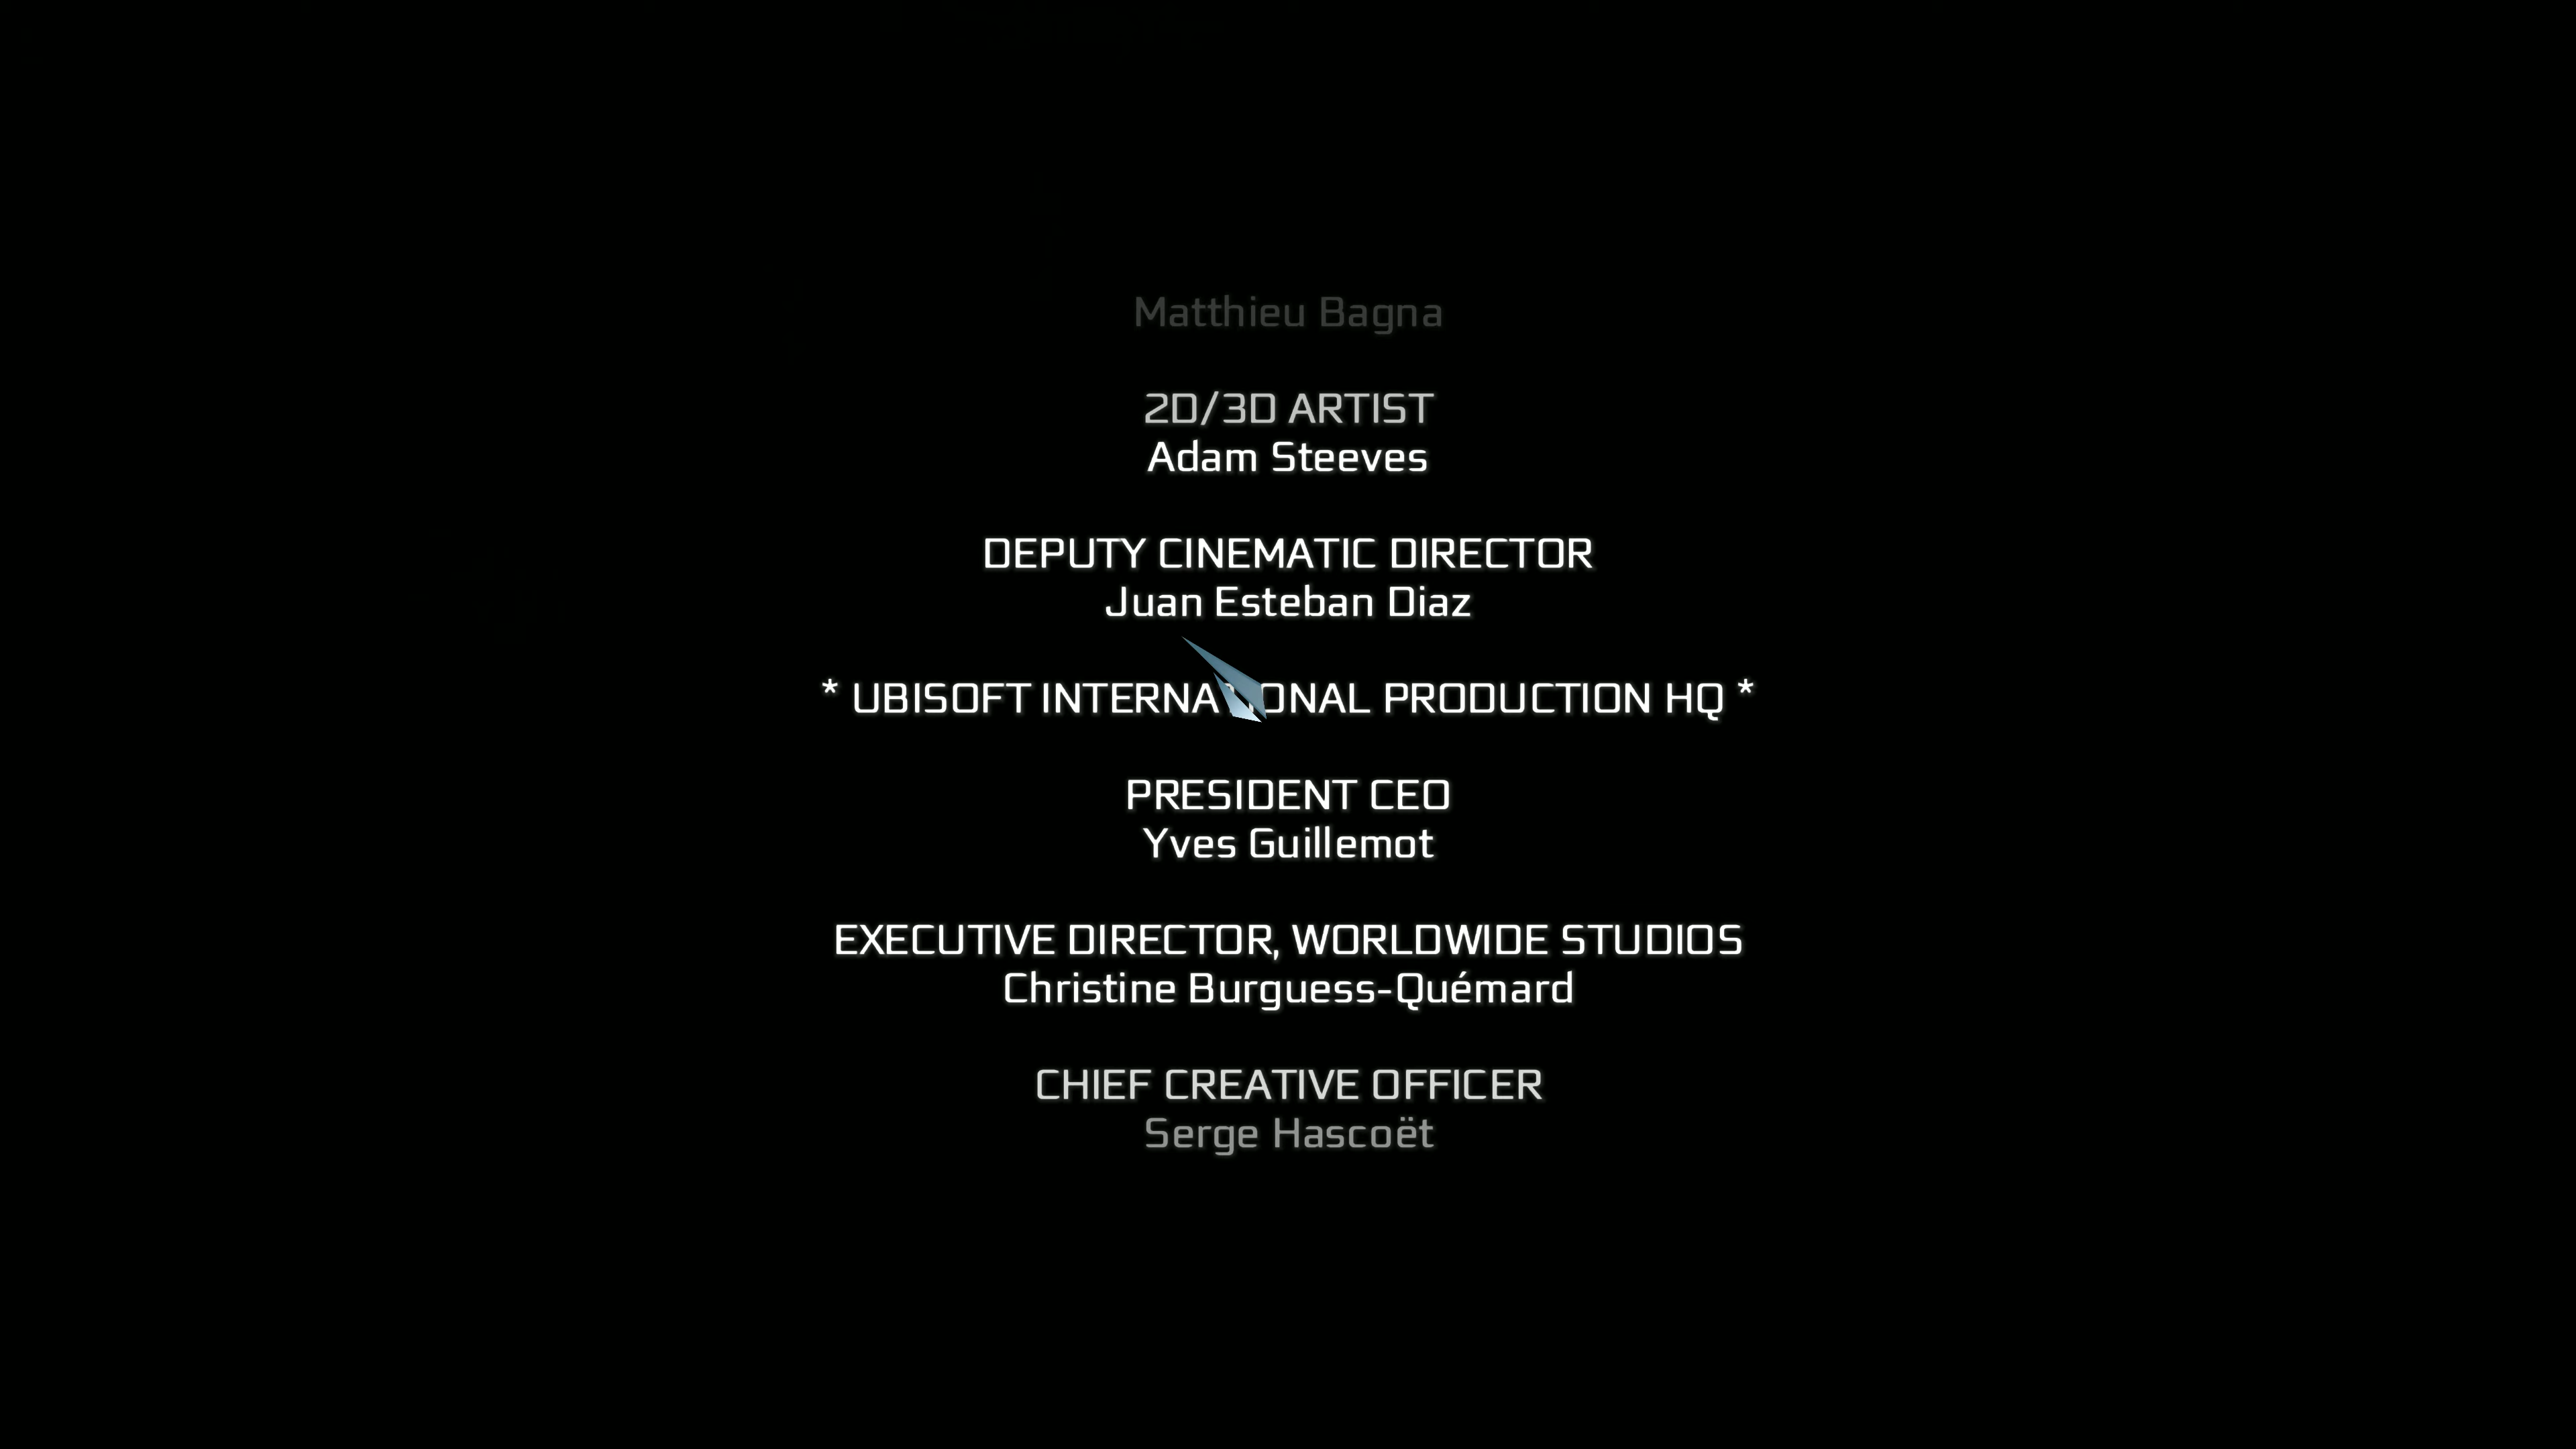 Matthieu Bagna
2D/3D ARTIST
Adam Steeves
DEPUTY CINEMATIC DIRECTOR
Juan Esteban Diaz
* UBISOFT INTERNATIONAL PRODUCTION HQ *
PRESIDENT CEO
Yves Guillemot
EXECUTIVE DIRECTOR, WORLDWIDE STUDIOS
Christine Burguess-Quémard
CHIEF CREATIVE OFFICER
Serge Hascoët